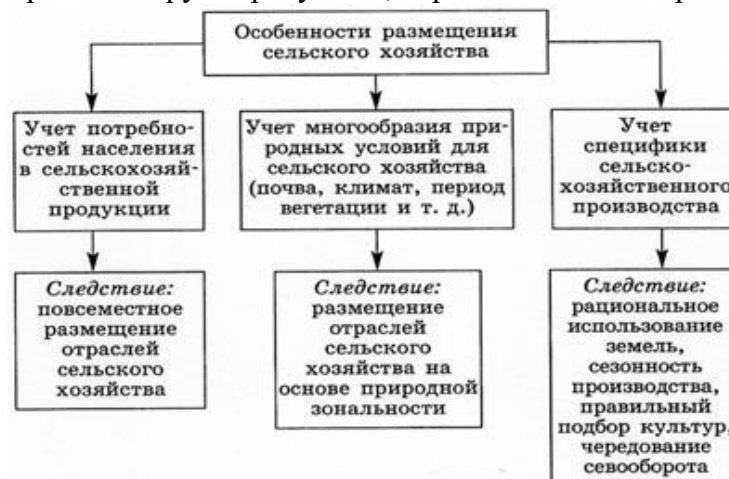 Особенности размещения
сельского хозяйства
Учет потребно-
стей населения
в сельскохозяй-
ственной
продукции
Учет многообразия при-
родных условий для
сельского хозяйства
(почва, климат, период
вегетации и т. д.)
Учет
специфики
сельско-
хозяйственного
производства
Следствие:
повсеместное
размещение
отраслей
сельского
хозяйства
Следствие:
размещение
отраслей
сельского
хозяйства на
основе природной
зональности
Следствие:
рациональное
использование
земель,
сезонность
производства,
правильный
подбор культур,
чередование
севооборота